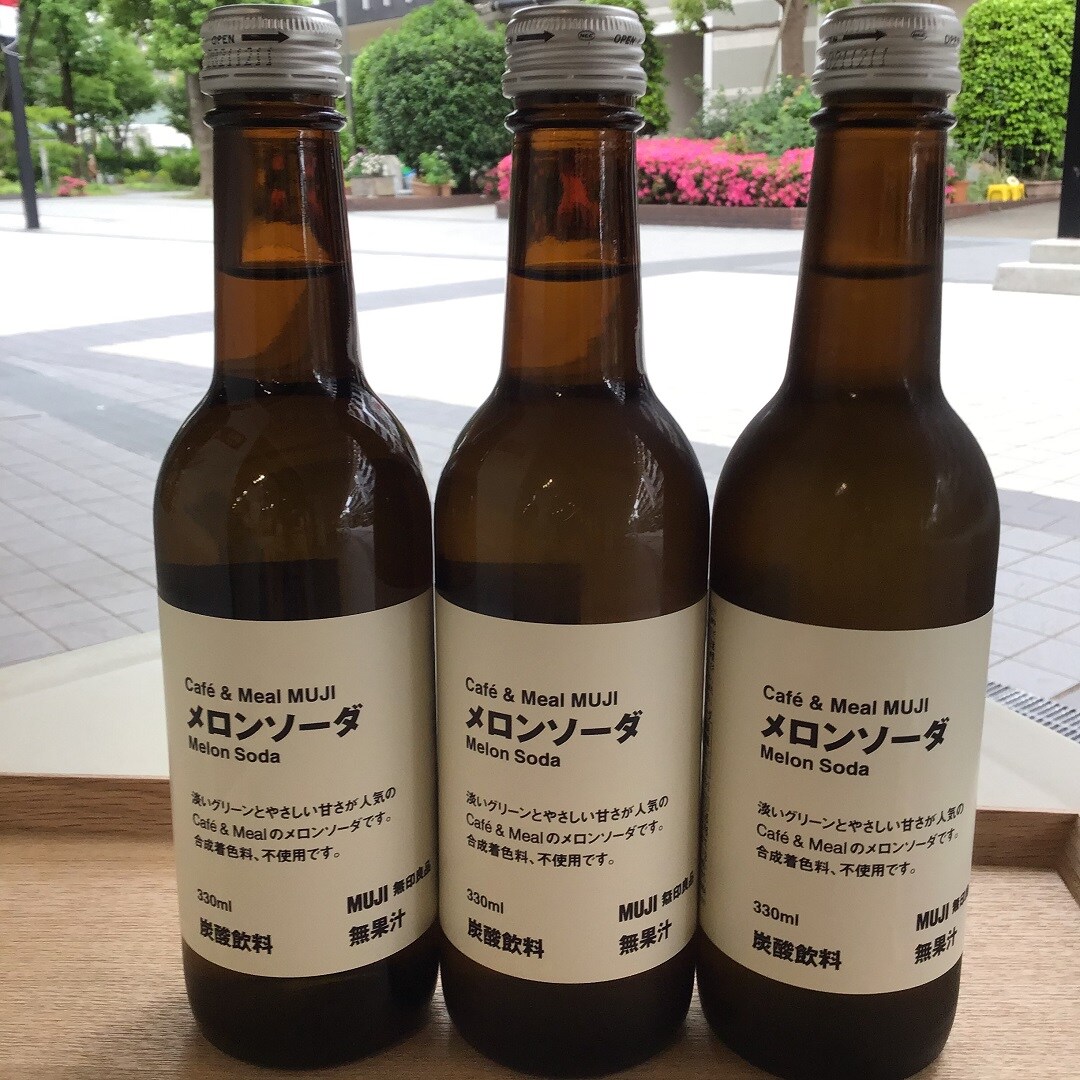 OPEN
20211211
OPEN
OPEN
211211
Café & Meal MUJI
メロンソーダ
Melon Soda
淡いグリーンとやさしい甘さが人気の
Café & Mealのメロンソーダです。
合成着色料、不使用です。
330ml
MUJI 無印良品
炭酸飲料
無果汁
Café & Meal MUJI
メロンソーダ
Melon Soda
淡いグリーンとやさしい甘さが人気の
Café & Mealのメロンソーダです。
合成着色料、不使用です。
330ml
MUJI 無印良品
炭酸飲料
無果汁
Café & Meal MUJI
メロンソーダ
Melon Soda
淡いグリーンとやさしい甘さが人気の
Café & Mealのメロンソーダです。
合成着色料、不使用です。
330ml
MUJI 無印
炭酸飲料
無果汁